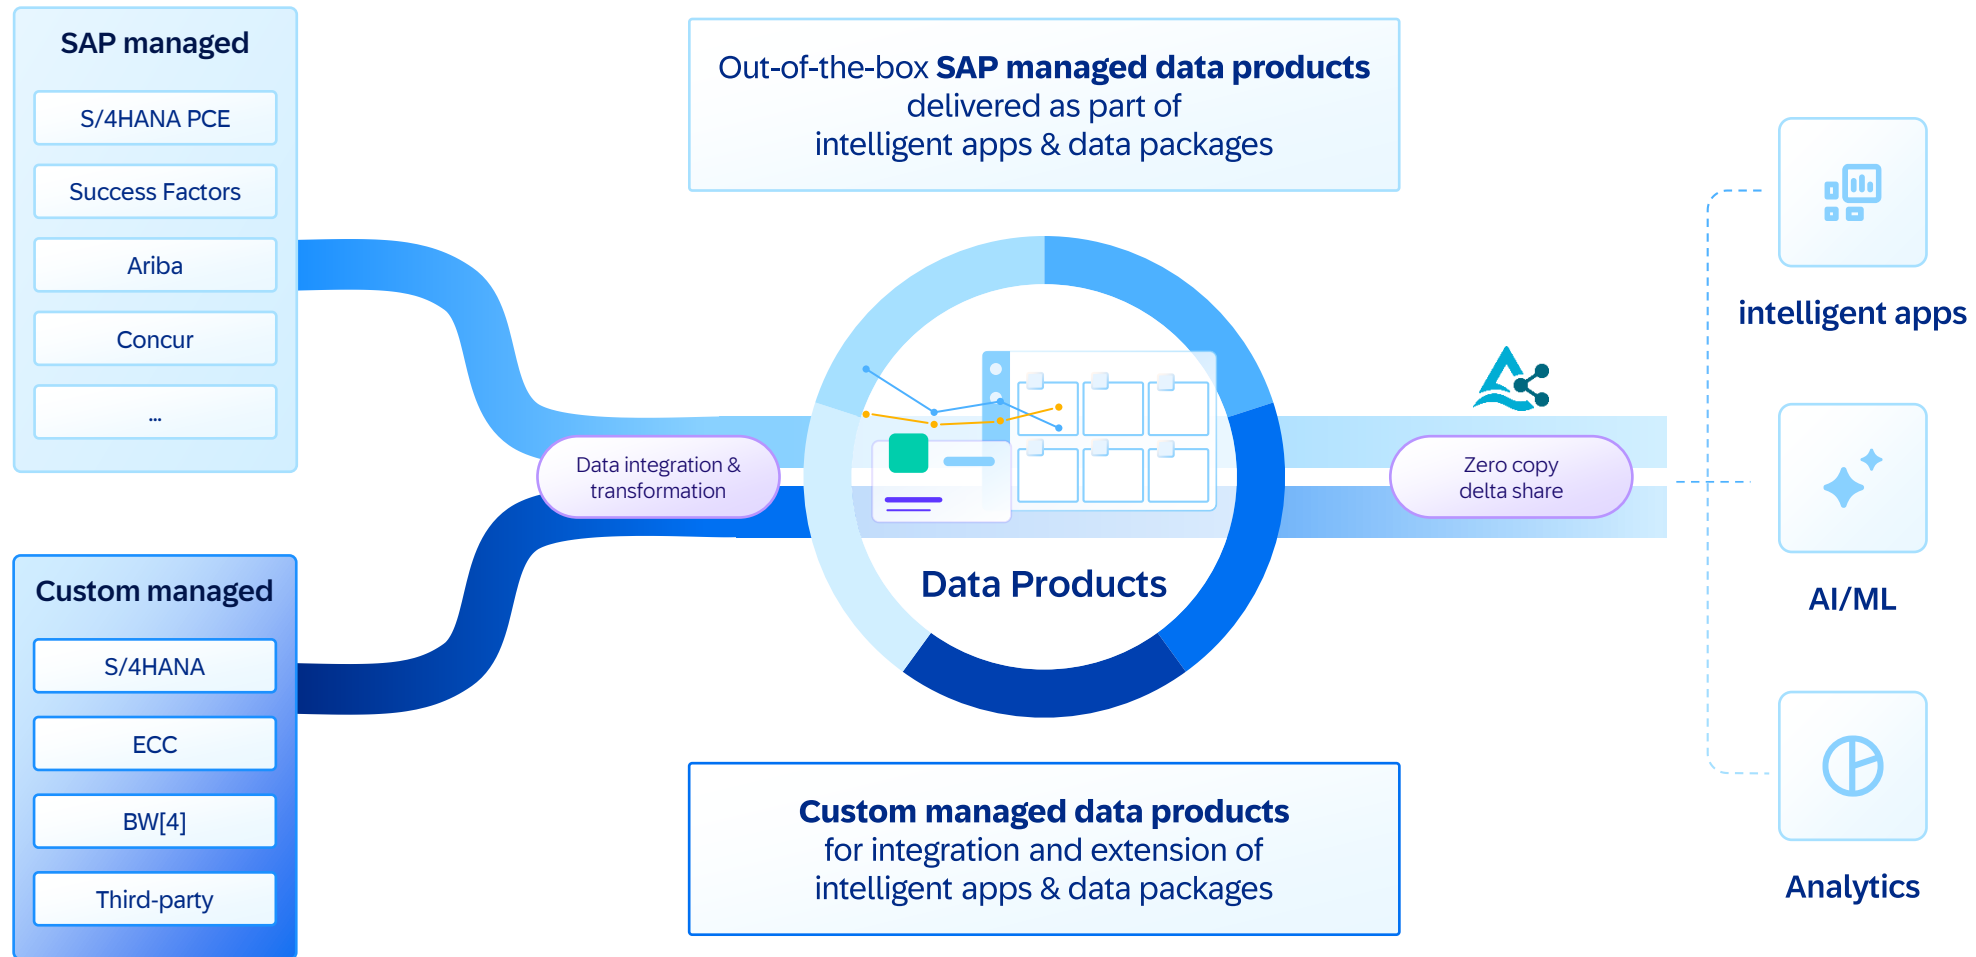 SAP managed
S/4HANA PCE
Success Factors
Ariba
Concur
...
Custom managed
S/4HANA
ECC
BW[4]
Third-party
Data integration &
transformation
Out-of-the-box SAP managed data products
delivered as part of
intelligent apps & data packages
Data Products
Custom managed data products
for integration and extension of
intelligent apps & data packages
Zero copy
delta share
intelligent apps
AI/ML
Analytics